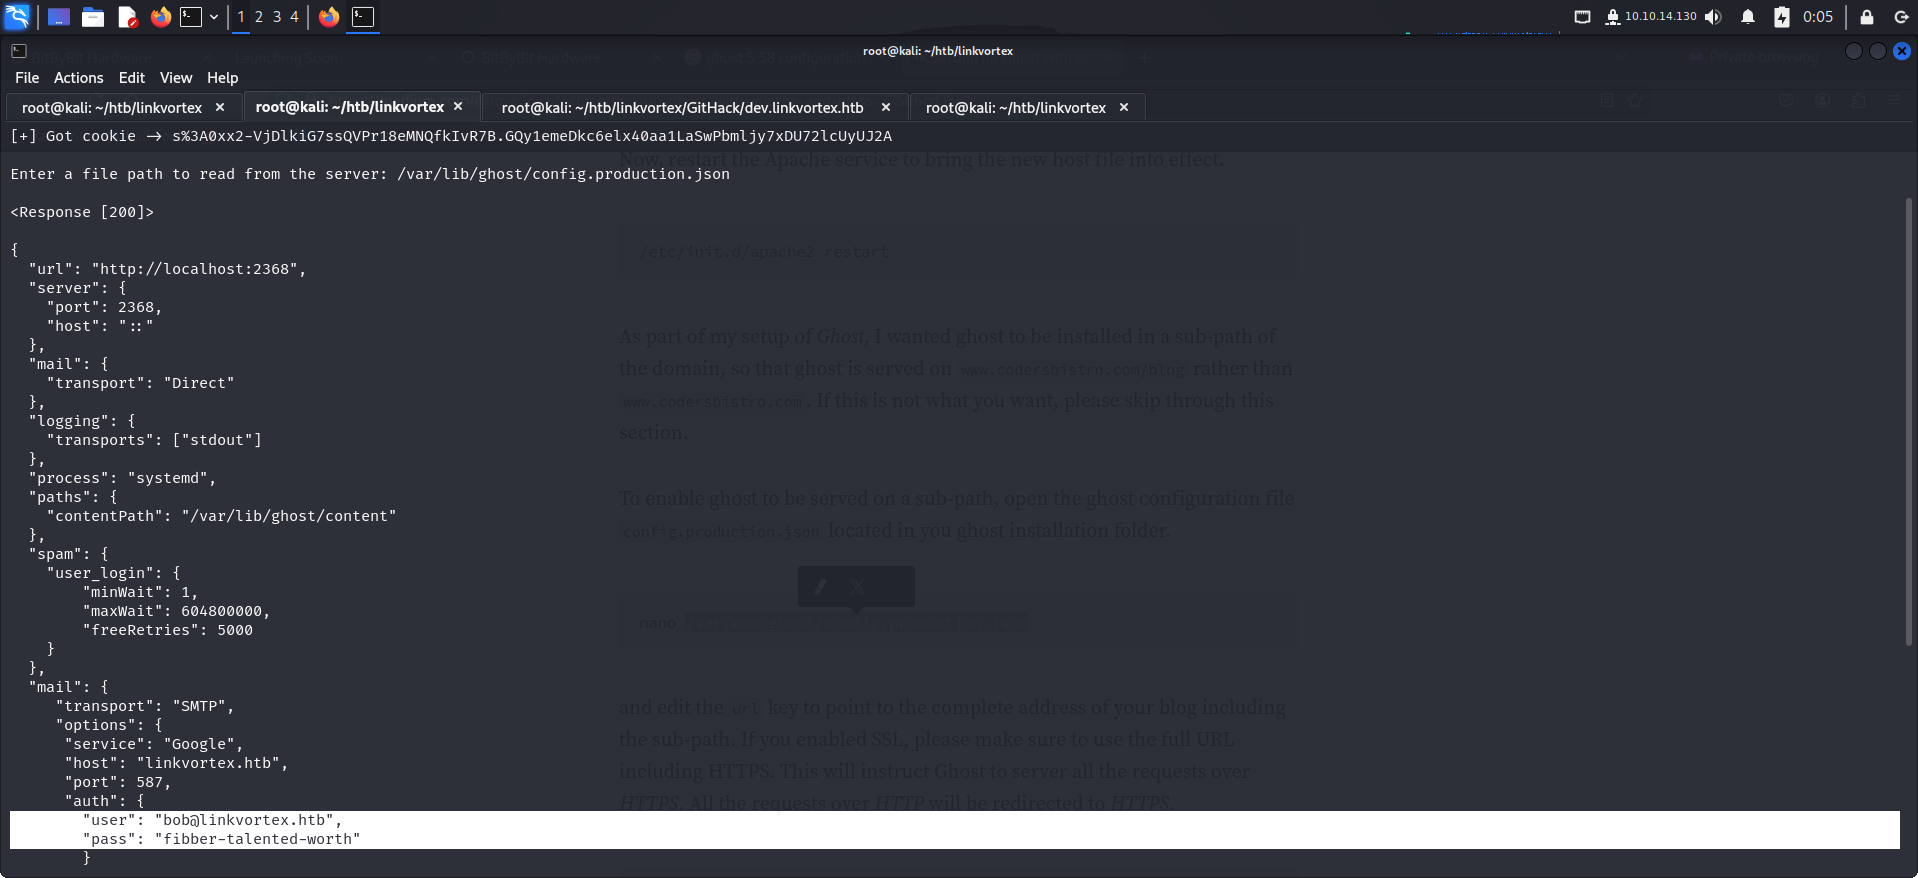 1 2 3 4
10.10.14.130
0:05
BitByBit Hardware
Launching Soon
BitByBit Hardware
ghost 5.58 configuration
root@kali: ~/htb/linkvortex
Private browsing
File Actions Edit View Help
root@kali: ~/htb/linkvortex
root@kali: ~/htb/linkvortex
root@kali: ~/htb/linkvortex/GitHack/dev.linkvortex.htb
root@kali: ~/htb/linkvortex
[+] Got cookie → s%3A0xx2-VjDlkiG7ssQVPr18eMNQfkIvR7B.GQy1emeDkc6elx40aa1LaSwPbmljy7xDU72lcUyUJ2A
Now, restart the Apache service to bring the new host file into effect.
Enter a file path to read from the server: /var/lib/ghost/config.production.json
<Response [200]>
{
"url": "http://localhost:2368",
/etc/init.d/apache2 restart
"server": {
"port": 2368,
"host": "::"
},
"mail": {
"transport": "Direct"
},
"logging": {
"transports": ["stdout"]
},
"process": "systemd",
"paths": {
"contentPath": "/var/lib/ghost/content"
},
"spam": {
"user_login": {
"minWait": 1,
"maxWait": 604800000,
"freeRetries": 5000
}
},
"mail": {
"transport": "SMTP",
"options": {
"service": "Google",
"host": "linkvortex.htb",
"port": 587,
"auth": {
"user": "bob@linkvortex.htb",
"pass": "fibber-talented-worth"
}
As part of my setup of Ghost, I wanted ghost to be installed in a sub-path of
the domain, so that ghost is served on www.codersbistro.com/blog rather than
www.codersbistro.com. If this is not what you want, please skip through this
section.
To enable ghost to be served on a sub-path, open the ghost configuration file
config.production.json located in you ghost installation folder.
nano
and edit the url key to point to the complete address of your blog including
the sub-path. If you enabled SSL, please make sure to use the full URL
including HTTPS. This will instruct Ghost to server all the requests over
HTTPS. All the requests over HTTP will be redirected to HTTPS.